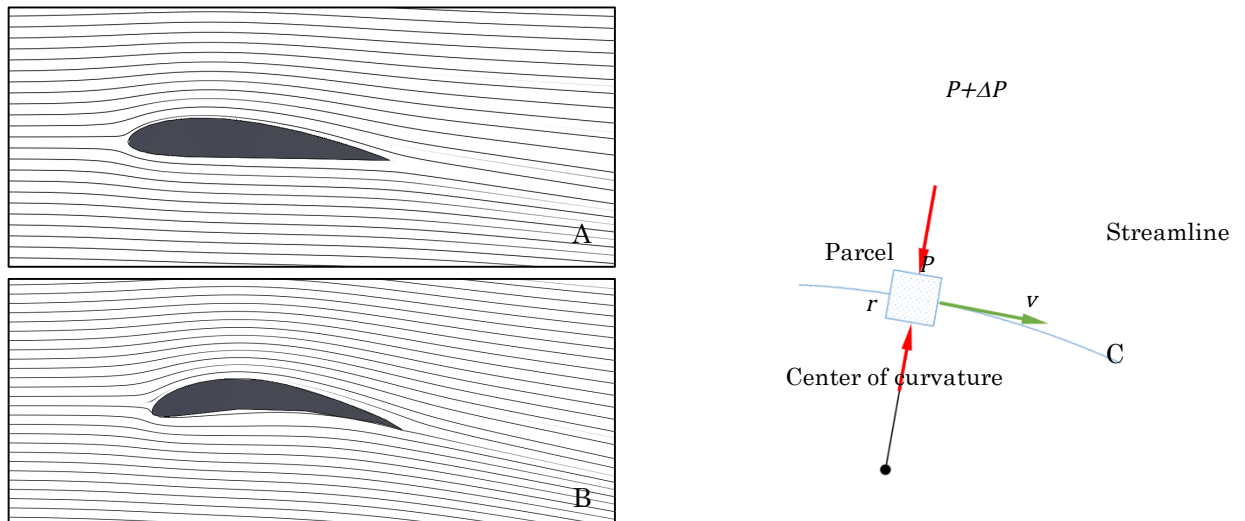 A
B
P+ΔP
Streamline
Parcel
P
r
v
C
Center of curvature